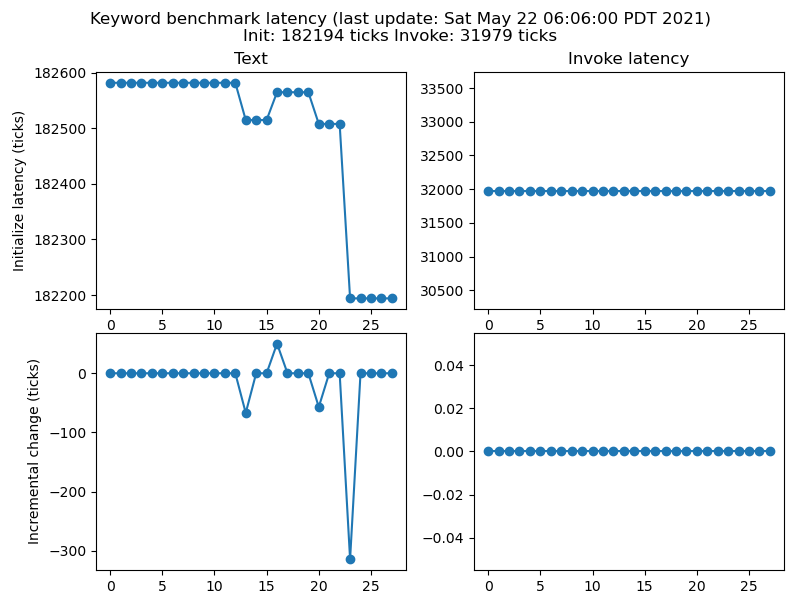 Keyword benchmark latency (last update: Sat May 22 06:06:00 PDT 2021)
Init: 182194 ticks Invoke: 31979 ticks
Text
Initialize latency (ticks)
182600
182500
182400
182300
182200
0 5 10 15 20 25
Invoke latency
33500
33000
32500
32000
31500
31000
30500
0 5 10 15 20 25
Incremental change (ticks)
0
−100
−200
−300
0 5 10 15 20 25
0.04
0.02
0.00
−0.02
−0.04
0 5 10 15 20 25